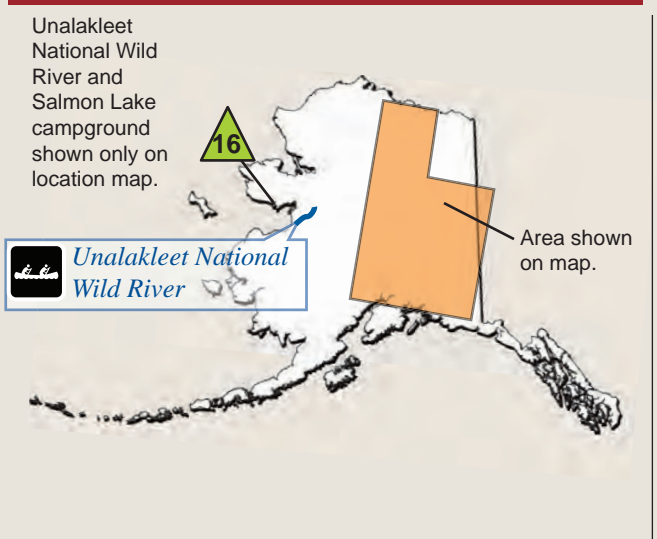 Unalakleet
National Wild
River and
Salmon Lake
campground
shown only on
location map.
16
Unalakleet National
Wild River
Area shown
on map.